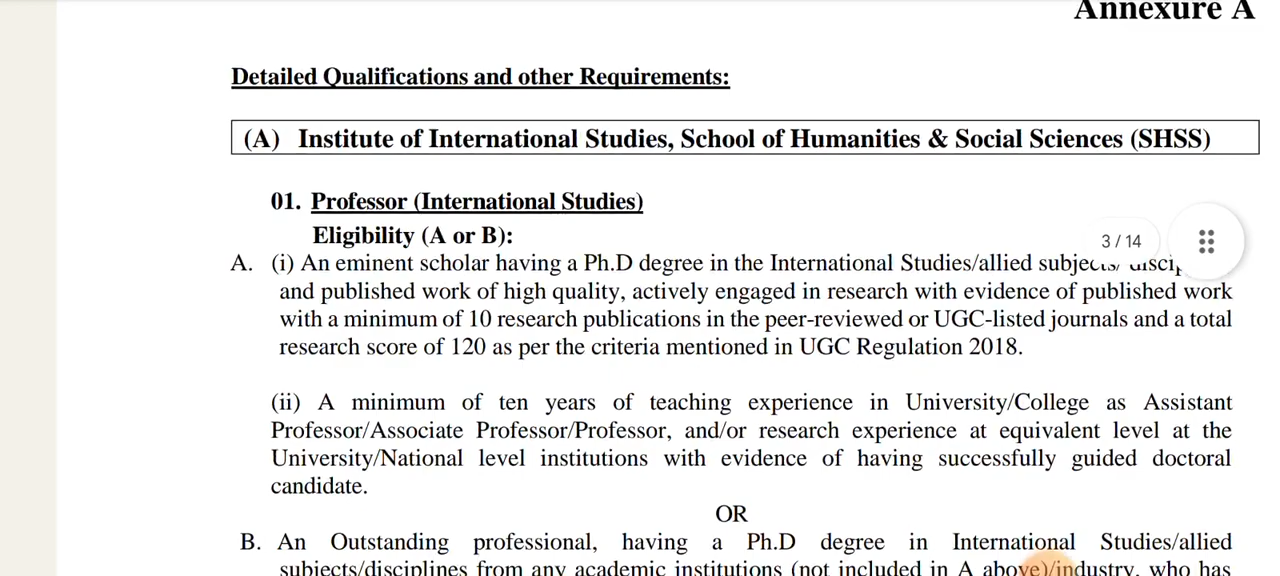 Annexure A
Detailed Qualifications and other Requirements:
(A) Institute of International Studies, School of Humanities & Social Sciences (SHSS)
01. Professor (International Studies)
Eligibility (A or B):
3 / 14
A. (i) An eminent scholar having a Ph.D degree in the International Studies/allied
and published work of high quality, actively engaged in research with evidence of published work
with a minimum of 10 research publications in the peer-reviewed or UGC-listed journals and a total
research score of 120 as per the criteria mentioned in UGC Regulation 2018.
(ii) A minimum of ten years of teaching experience in University/College as Assistant
Professor/Associate Professor/Professor, and/or research experience at equivalent level at the
University/National level institutions with evidence of having successfully guided doctoral
candidate.
OR
B. An Outstanding professional, having a Ph.D degree in International Studies/allied
subjects/disciplines from any academic institutions (not included in A above)/industry, who has